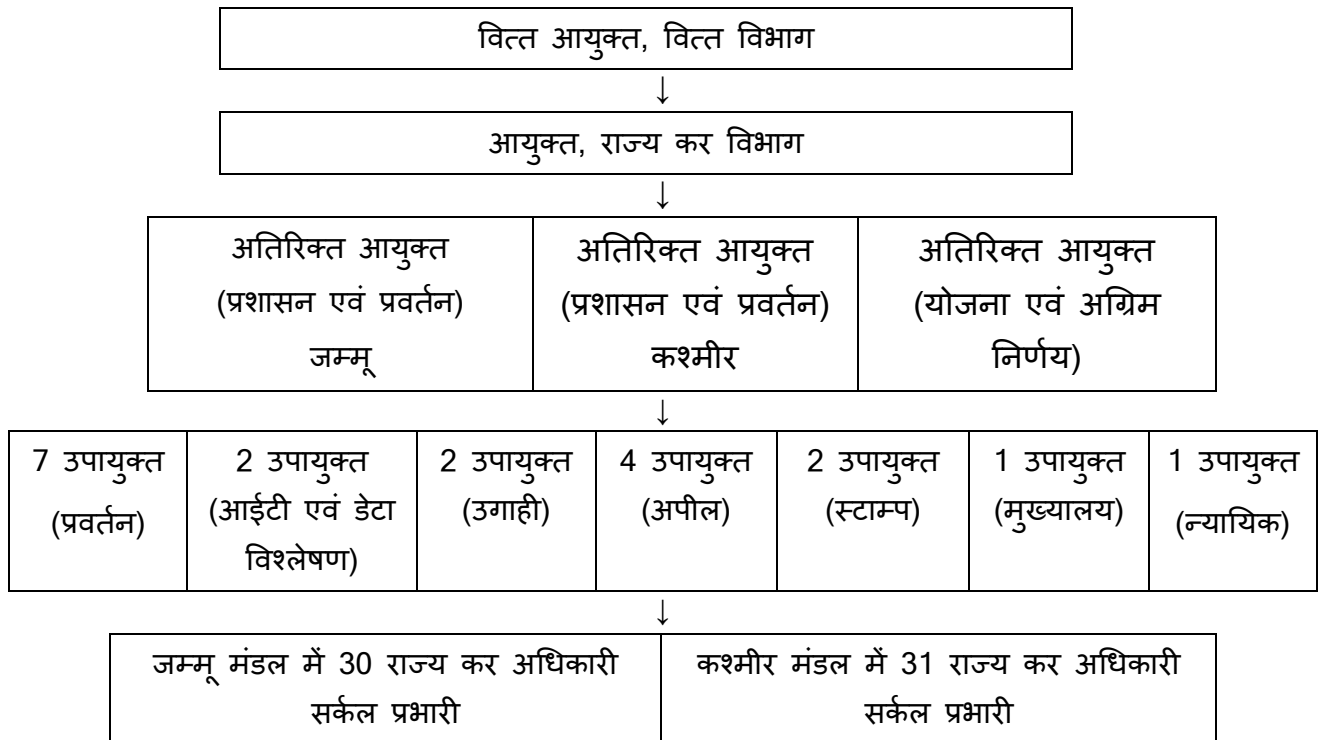 वित्त आयुक्त, वित्त विभाग
↓
आयुक्त, राज्य कर विभाग
↓
अतिरिक्त आयुक्त
(प्रशासन एवं प्रवर्तन)
जम्मू
अतिरिक्त आयुक्त
(प्रशासन एवं प्रवर्तन)
कश्मीर
अतिरिक्त आयुक्त
(योजना एवं अग्रिम
निर्णय)
↓
7 उपायुक्त
(प्रवर्तन)
2 उपायुक्त
(आईटी एवं डेटा
विश्लेषण)
2 उपायुक्त
(उगाही)
4 उपायुक्त
(अपील)
2 उपायुक्त
(स्टाम्प)
1 उपायुक्त
(मुख्यालय)
1 उपायुक्त
(न्यायिक)
↓
जम्मू मंडल में 30 राज्य कर अधिकारी
सर्कल प्रभारी
कश्मीर मंडल में 31 राज्य कर अधिकारी
सर्कल प्रभारी